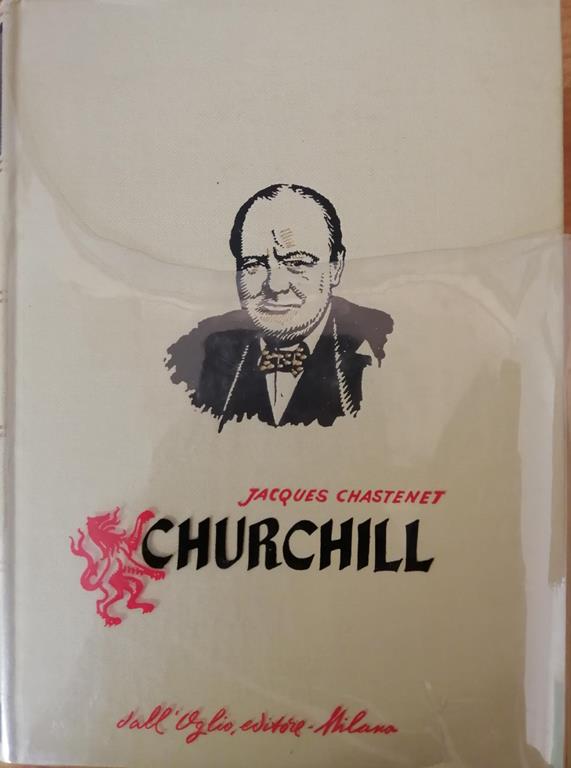 JACQUES CHASTENET
CHURCHILL
dall'Oglio, editore - Milano